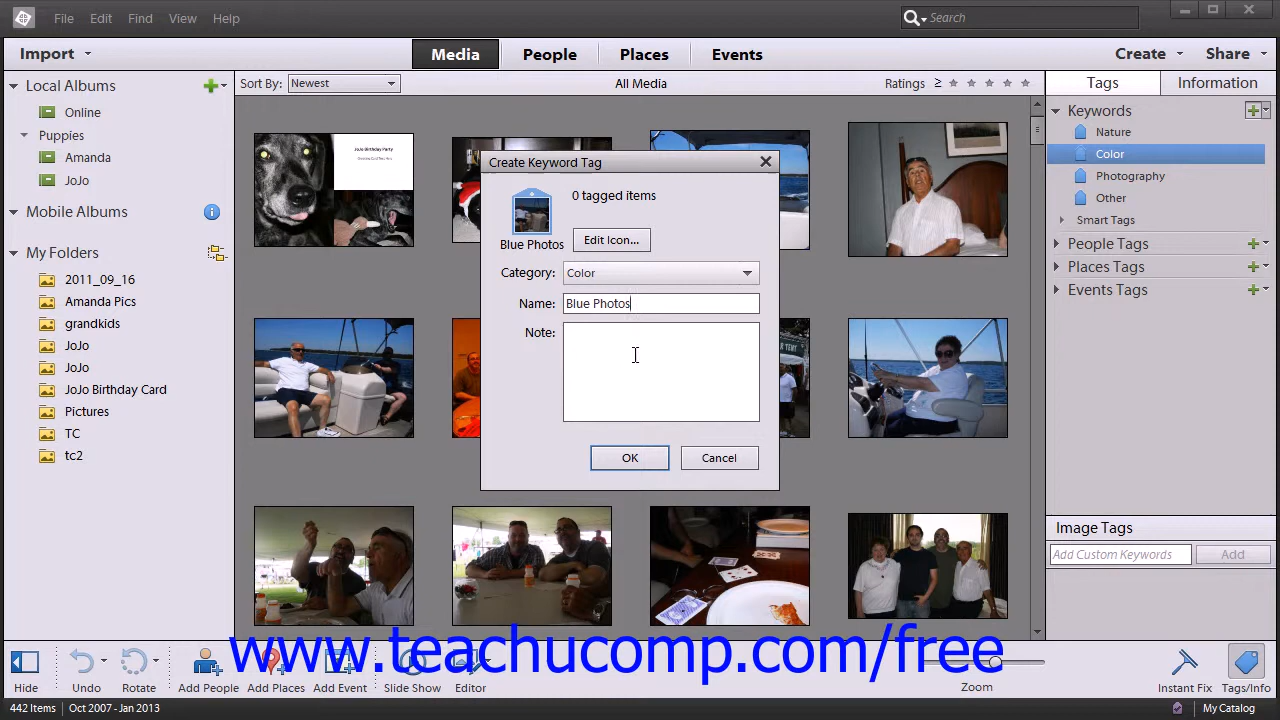 File Edit Find View Help
Search
Import
Media People Places Events
Create Share
Local Albums
Online
Puppies
Amanda
JoJo
Mobile Albums
My Folders
2011_09_16
Amanda Pics
grandkids
JoJo
JoJo
JoJo Birthday Card
Pictures
TC
tc2
Sort By: Newest
All Media
Ratings ≥
JoJo Birthday Party
Create Keyword Tag
0 tagged items
Blue Photos
Edit Icon...
Category: Color
Name: Blue Photos
Note:
OK Cancel
Tags Information
Keywords
Nature
Color
Photography
Other
Smart Tags
People Tags
Places Tags
Events Tags
Image Tags
Add Custom Keywords Add
www.teachucomp.com/free
Hide Undo Rotate Add People Add Places Add Event Slide Show Editor Zoom Instant Fix Tags/Info
442 Items Oct 2007 - Jan 2013 My Catalog